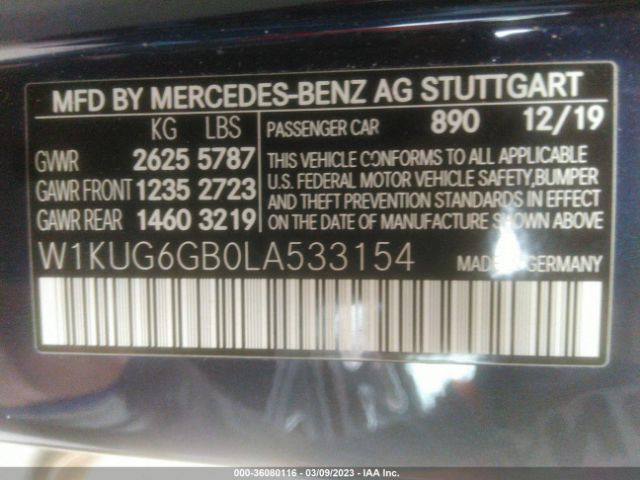 MFD BY MERCEDES-BENZ AG STUTTGART
KG LBS PASSENGER CAR 890 12/19
GVWR 2625 5787 THIS VEHICLE CONFORMS TO ALL APPLICABLE
GAWR FRONT 1235 2723 U.S. FEDERAL MOTOR VEHICLE SAFETY,BUMPER
AND THEFT PREVENTION STANDARDS IN EFFECT
GAWR REAR 1460 3219 ON THE DATE OF MANUFACTURE SHOWN ABOVE
W1KUG6GB0LA533154 MADE IN GERMANY
000-36080116 - 03/09/2023 - IAA Inc.